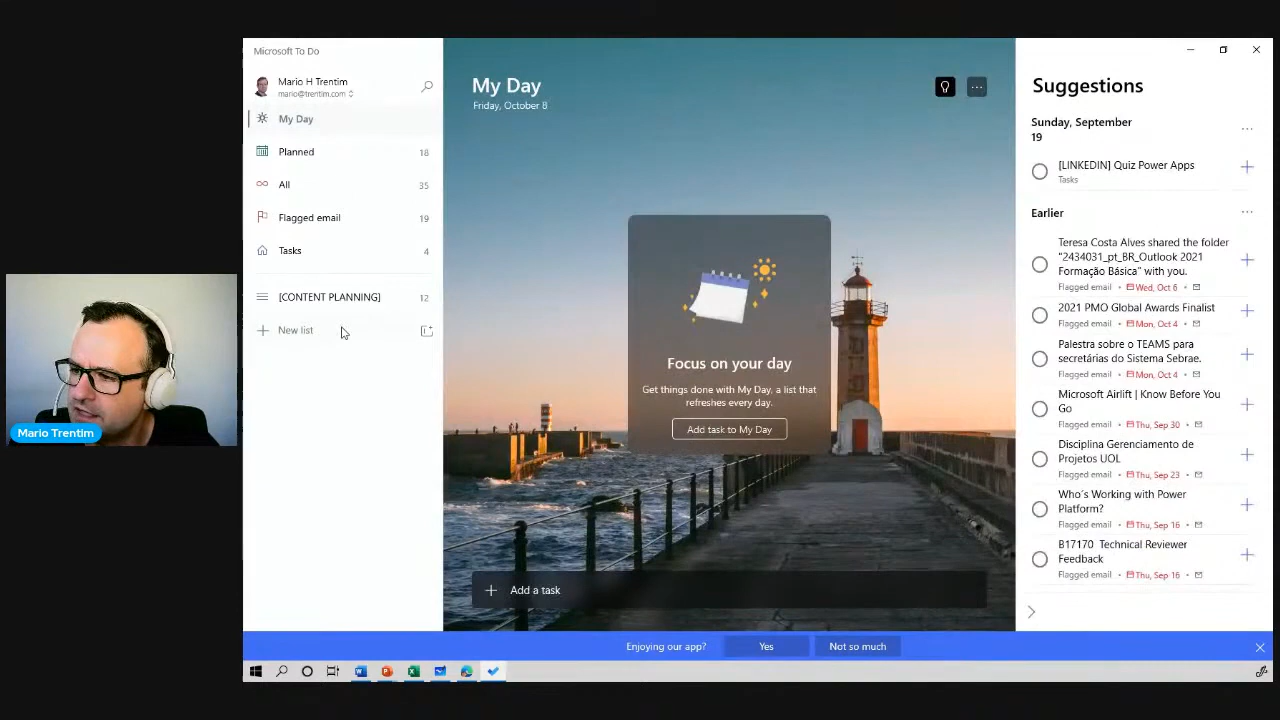 Microsoft To Do
Mario H Trentim
mario@trentim.com
My Day
Planned 18
All 35
Flagged email 19
Tasks 4
[CONTENT PLANNING] 12
New list
My Day
Friday, October 8
Focus on your day
Get things done with My Day, a list that
refreshes every day.
Add task to My Day
Add a task
Suggestions
Sunday, September
19
[LINKEDIN] Quiz Power Apps
Tasks
Earlier
Teresa Costa Alves shared the folder
"2434031_pt_BR_Outlook 2021
Formação Básica" with you.
Flagged email • Wed, Oct 6 •
2021 PMO Global Awards Finalist
Flagged email • Mon, Oct 4 •
Palestra sobre o TEAMS para
secretárias do Sistema Sebrae.
Flagged email • Mon, Oct 4 •
Microsoft Airlift | Know Before You
Go
Flagged email • Thu, Sep 30 •
Disciplina Gerenciamento de
Projetos UOL
Flagged email • Thu, Sep 23 •
Who's Working with Power
Platform?
Flagged email • Thu, Sep 16 •
B17170 Technical Reviewer
Feedback
Flagged email • Thu, Sep 16 •
Enjoying our app? Yes Not so much
Mario Trentim